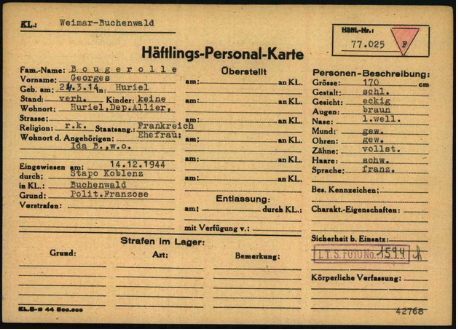 KL.: Weimar-Buchenwald
Häftl.-Nr.:
77.025 F
Häftlings-Personal-Karte
Fam.-Name: Bougerolle
Vorname: Georges
Geb. am: 24.3.14 in: Huriel
Stand: verh. Kinder: keine
Wohnort: Huriel,Dep.Allier,
Strasse:
Religion: r.k. Staatsang.: Frankreich
Wohnort d. Angehörigen: Ehefrau:
Ida B.,w.o.
Eingewiesen am: 14.12.1944
durch: Stapo Koblenz
in KL.: Buchenwald
Grund: Polit.Franzose
Vorstrafen:
Überstellt
am: an KL.
am: an KL.
am: an KL.
am: an KL.
am: an KL.
am: an KL.
Entlassung:
am: durch KL.:
mit Verfügung v.:
Personen-Beschreibung:
Grösse: 170 cm
Gestalt: schl.
Gesicht: eckig
Augen: braun
Nase: l.well.
Mund: gew.
Ohren: gew.
Zähne: vollst.
Haare: schw.
Sprache: franz.
Bes. Kennzeichen:
Charakt.-Eigenschaften:
Sicherheit b. Einsatz:
I.T.S. FOTO No.
Körperliche Verfassung:
Strafen im Lager:
Grund: Art: Bemerkung:
42768